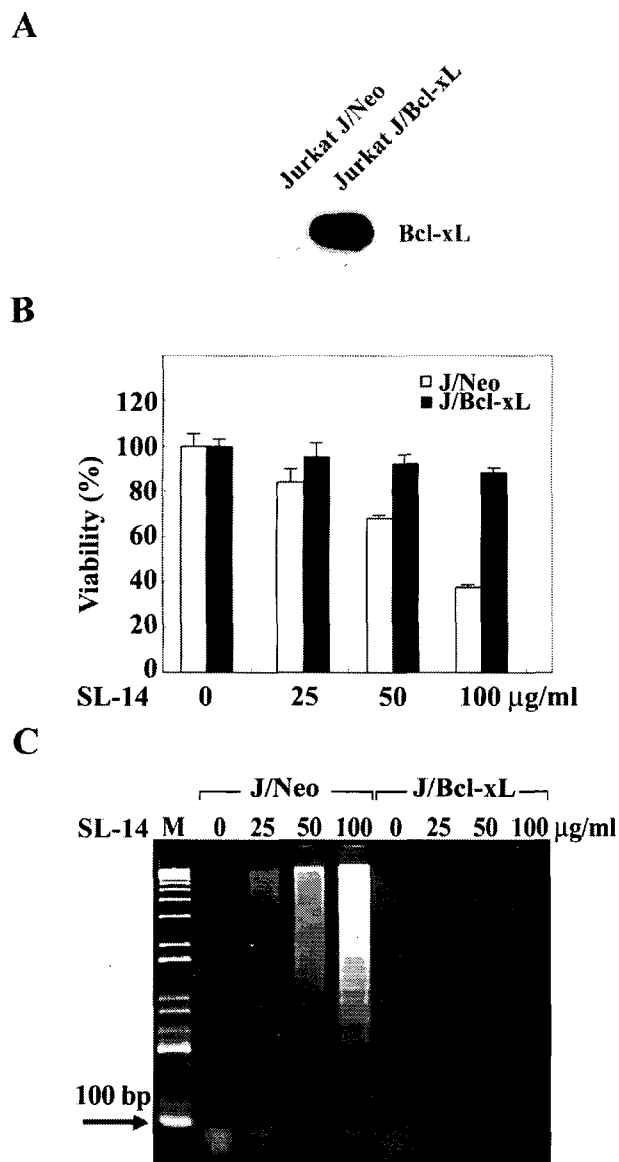 A
Jurkat J/Neo
Jurkat J/Bcl-xL
Bcl-xL
B
J/Neo
J/Bcl-xL
Viability (%)
120
100
80
60
40
20
0
SL-14 0 25 50 100 µg/ml
C
J/Neo J/Bcl-xL
SL-14 M 0 25 50 100 0 25 50 100 µg/ml
100 bp